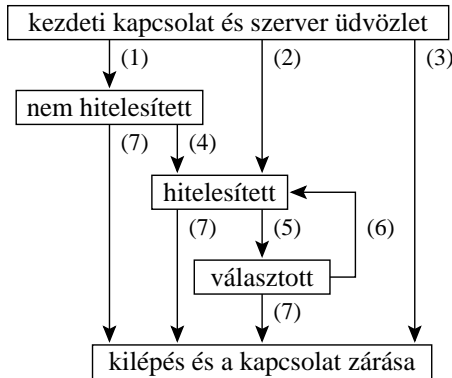 kezdeti kapcsolat és szerver üdvözlet
(1) (2) (3)
nem hitelesített
(7) (4)
hitelesített
(7) (5) (6)
választott
(7)
kilépés és a kapcsolat zárása